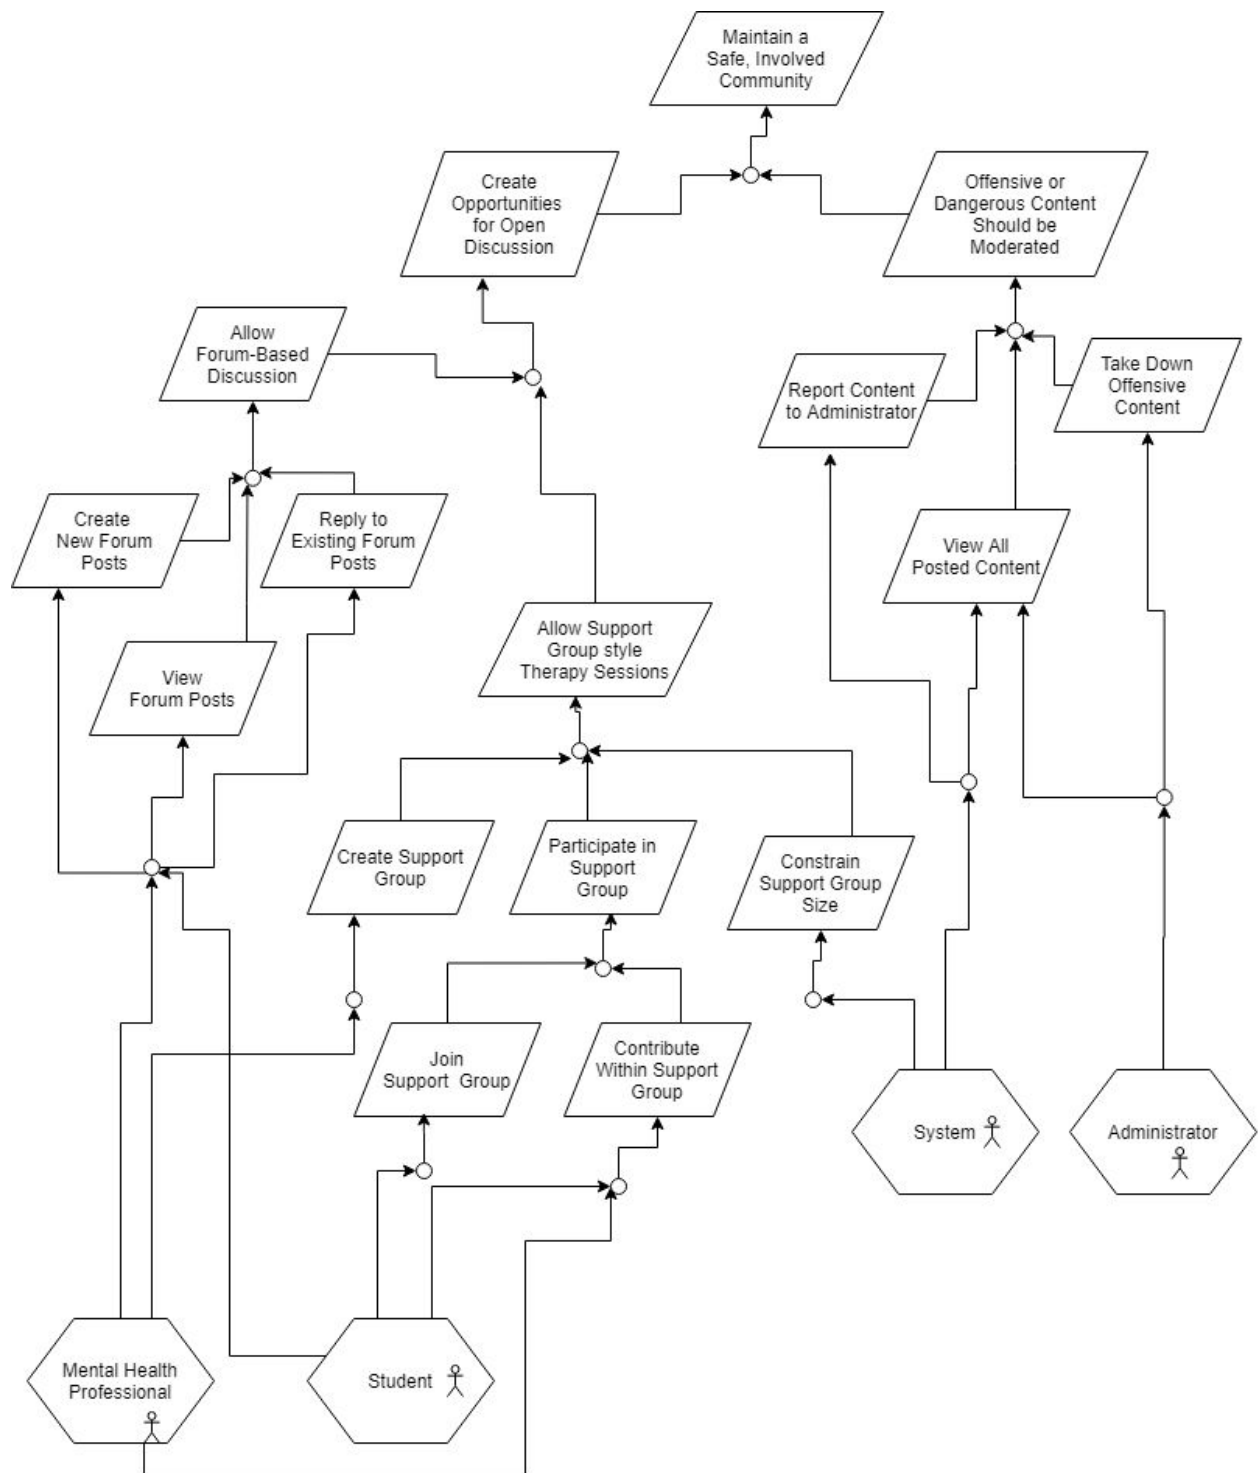 Maintain a
Safe, Involved
Community
Create
Opportunities
for Open
Discussion
Offensive or
Dangerous Content
Should be
Moderated
Allow
Forum-Based
Discussion
Report Content
to Administrator
Take Down
Offensive
Content
Create
New Forum
Posts
Reply to
Existing Forum
Posts
View All
Posted Content
View
Forum Posts
Allow Support
Group style
Therapy Sessions
Create Support
Group
Participate in
Support
Group
Constrain
Support Group
Size
Join
Support Group
Contribute
Within Support
Group
System
Administrator
Mental Health
Professional
Student